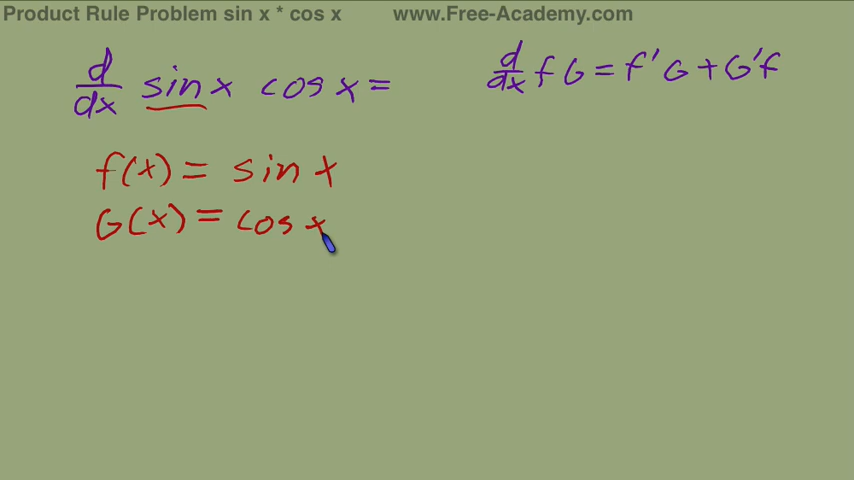 Product Rule Problem sin x * cos x www.Free-Academy.com
d/dx sin x cos x =
d/dx f G = f'G + G'f
f(x) = sin x
G(x) = cos x